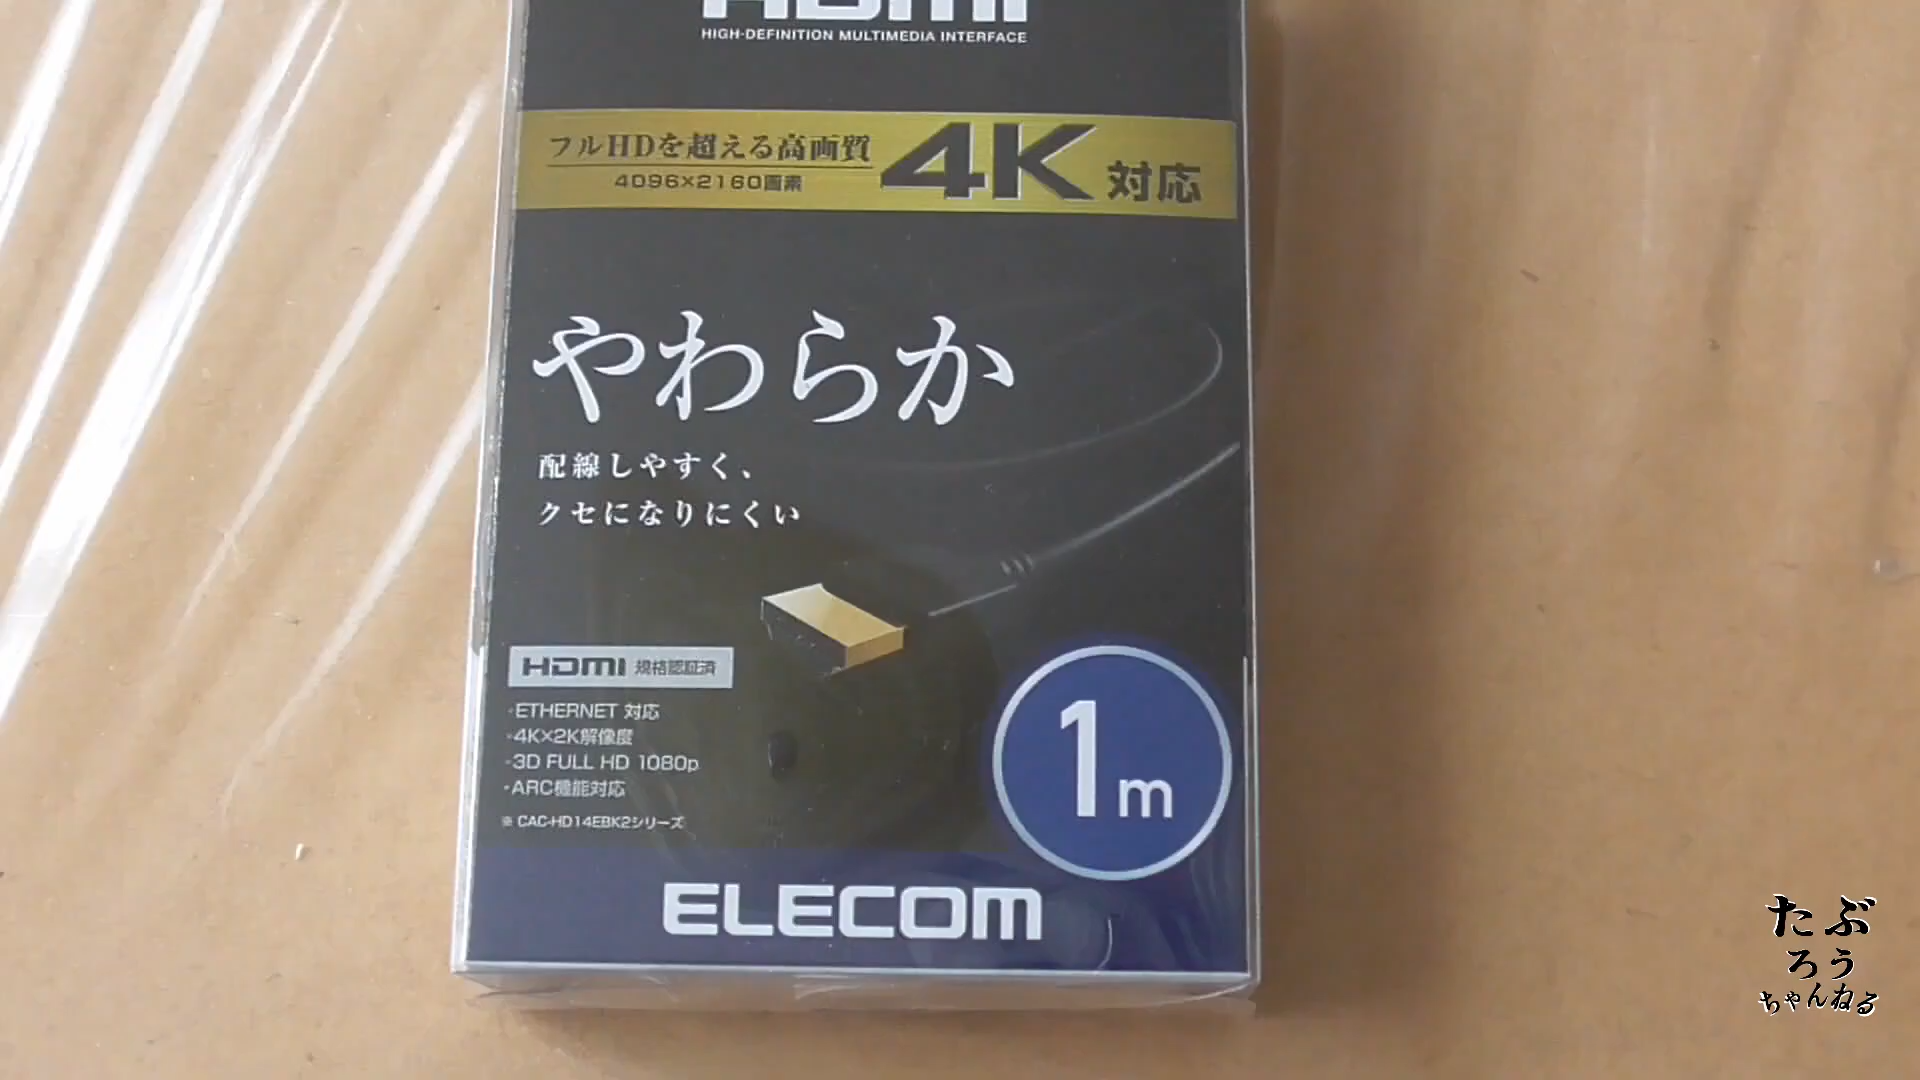 HDMI
HIGH-DEFINITION MULTIMEDIA INTERFACE
フルHDを超える高画質
4096×2160画素
4K対応
やわらか
配線しやすく、
クセになりにくい
HDMI 規格認証済
・ETHERNET 対応
・4K×2K解像度
・3D FULL HD 1080p
・ARC機能対応
※ CAC-HD14EBK2シリーズ
1m
ELECOM
たぶ
ろう
ちゃんねる